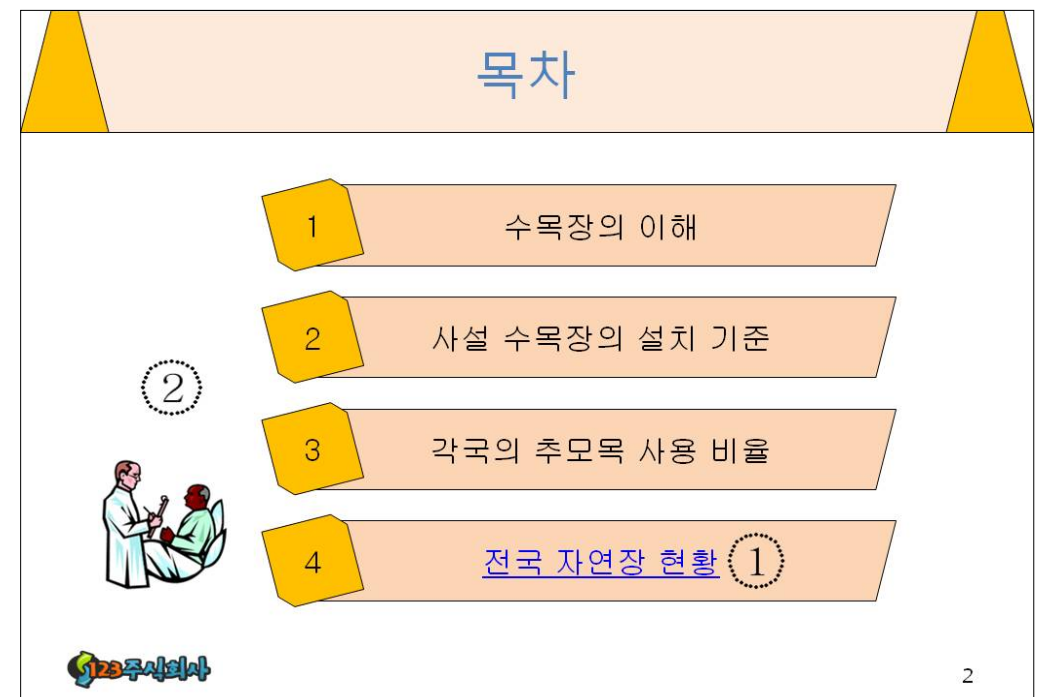 목차
1 수목장의 이해
2 사설 수목장의 설치 기준
②
3 각국의 추모목 사용 비율
4 전국 자연장 현황 ①
123주식회사
2